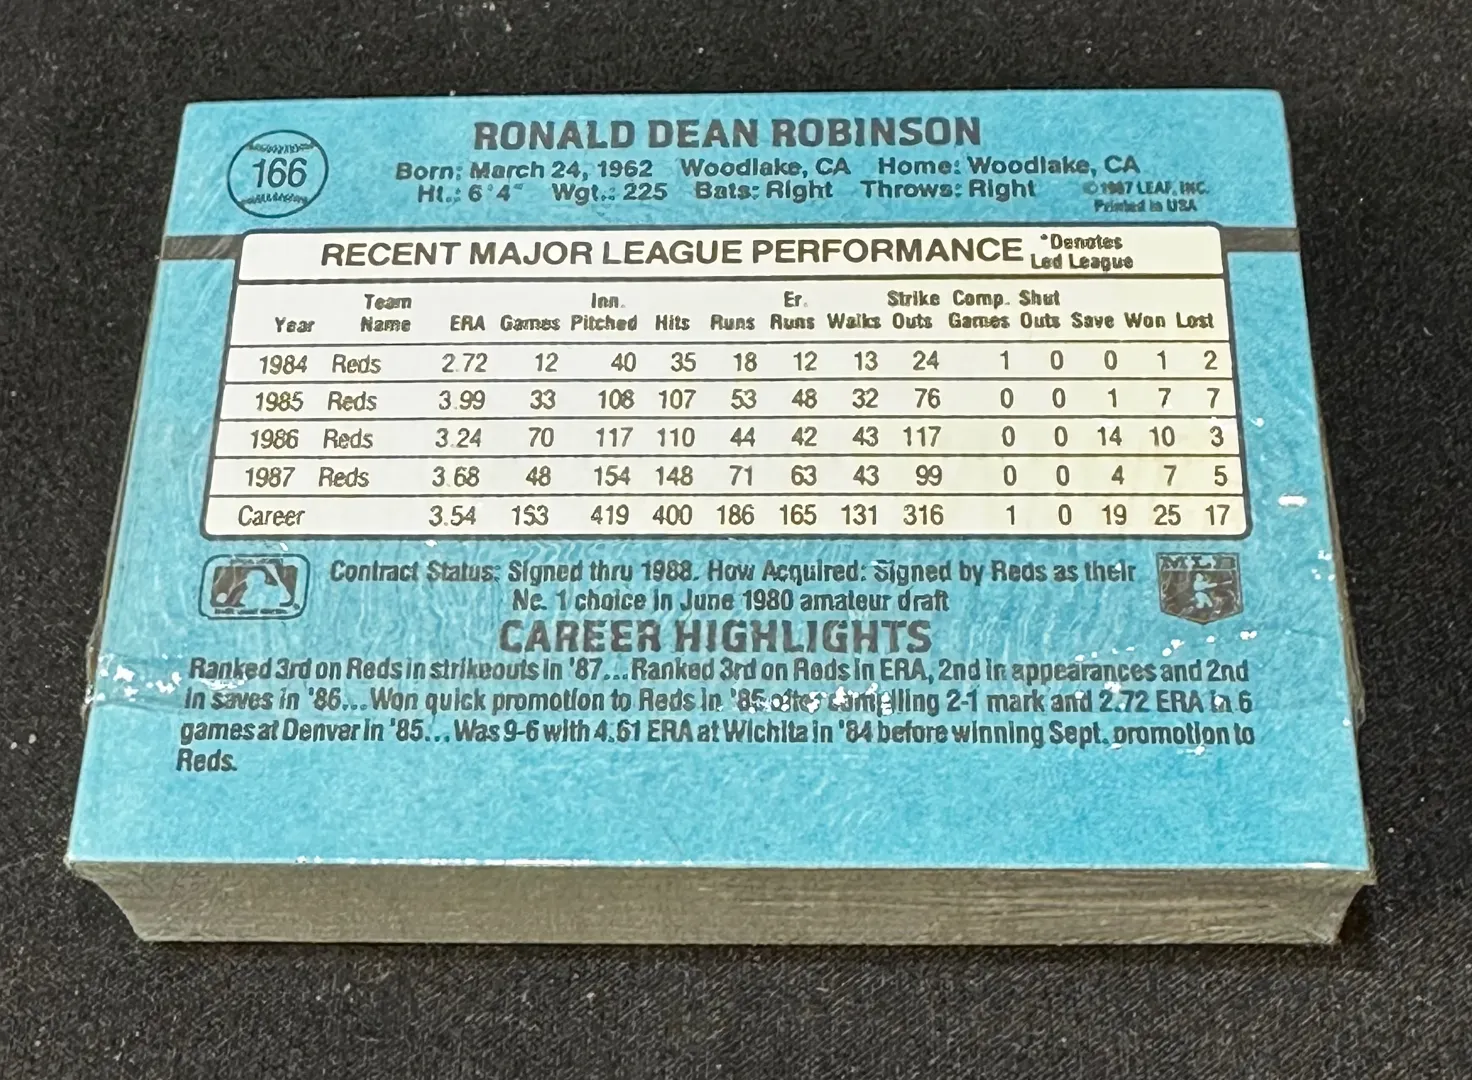 166
RONALD DEAN ROBINSON
Born: March 24, 1962 Woodlake, CA Home: Woodlake, CA
Ht.: 6'4" Wgt.: 225 Bats: Right Throws: Right
© 1987 LEAF, INC.
Printed in USA
RECENT MAJOR LEAGUE PERFORMANCE
*Denotes
Led League
Year Team Name ERA Games Inn. Pitched Hits Runs Er. Runs Walks Strike Outs Comp. Games Shut Outs Save Won Lost
1984 Reds 2.72 12 40 35 18 12 13 24 1 0 0 1 2
1985 Reds 3.99 33 108 107 53 48 32 76 0 0 1 7 7
1986 Reds 3.24 70 117 110 44 42 43 117 0 0 14 10 3
1987 Reds 3.68 48 154 148 71 63 43 99 0 0 4 7 5
Career 3.54 153 419 400 186 165 131 316 1 0 19 25 17
Contract Status: Signed thru 1988. How Acquired: Signed by Reds as their
No. 1 choice in June 1980 amateur draft
MLB
CAREER HIGHLIGHTS
Ranked 3rd on Reds in strikeouts in '87...Ranked 3rd on Reds in ERA, 2nd in appearances and 2nd
in saves in '86...Won quick promotion to Reds in '85 after compiling 2-1 mark and 2.72 ERA in 6
games at Denver in '85...Was 9-6 with 4.61 ERA at Wichita in '84 before winning Sept. promotion to
Reds.